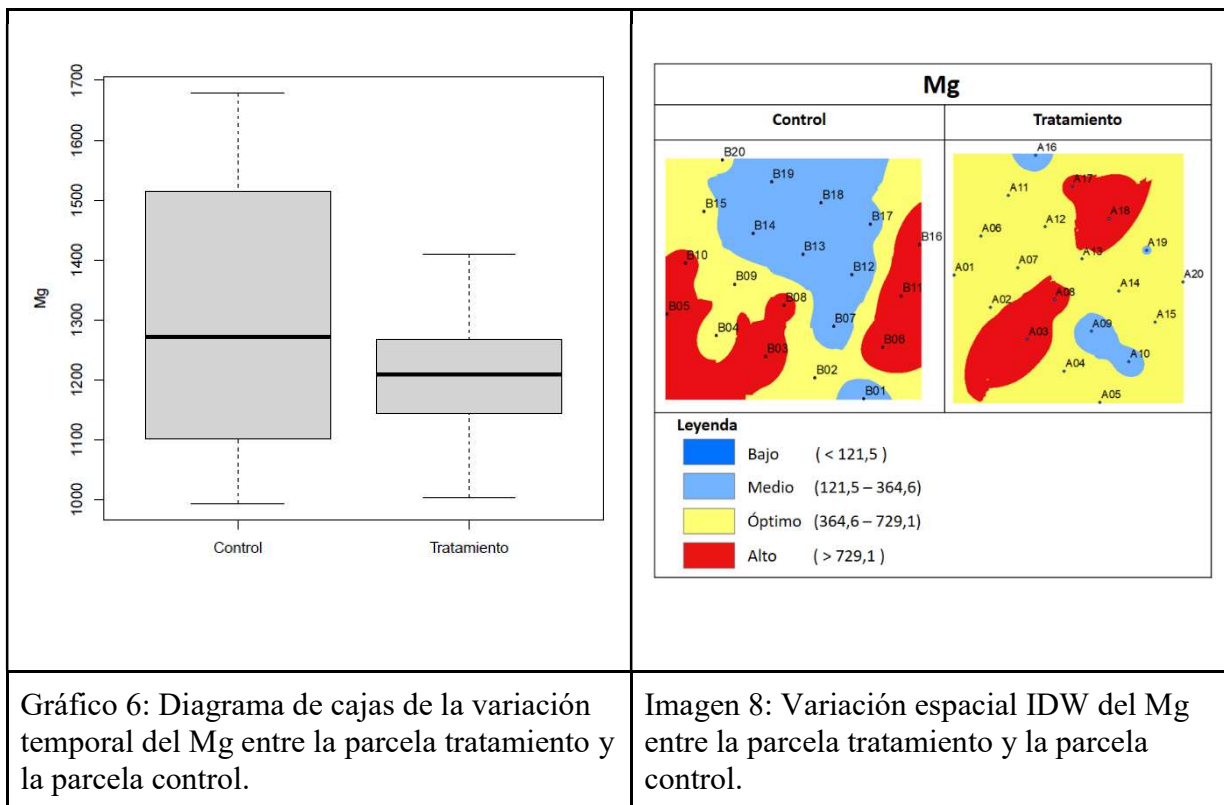 1700
1600
1500
1400
1300
1200
1100
1000
Mg
Control
Tratamiento
Mg
Control Tratamiento
B20
B19
B18
B15
B17
B14
B16
B13
B10
B12
B09
B11
B08
B05
B07
B04
B06
B03
B02
B01
A16
A17
A11
A18
A12
A06
A19
A13
A01
A07
A20
A14
A08
A02
A15
A09
A03
A10
A04
A05
Leyenda
Bajo ( < 121,5 )
Medio (121,5 – 364,6)
Óptimo (364,6 – 729,1)
Alto ( > 729,1 )
Gráfico 6: Diagrama de cajas de la variación
temporal del Mg entre la parcela tratamiento y
la parcela control.
Imagen 8: Variación espacial IDW del Mg
entre la parcela tratamiento y la parcela
control.